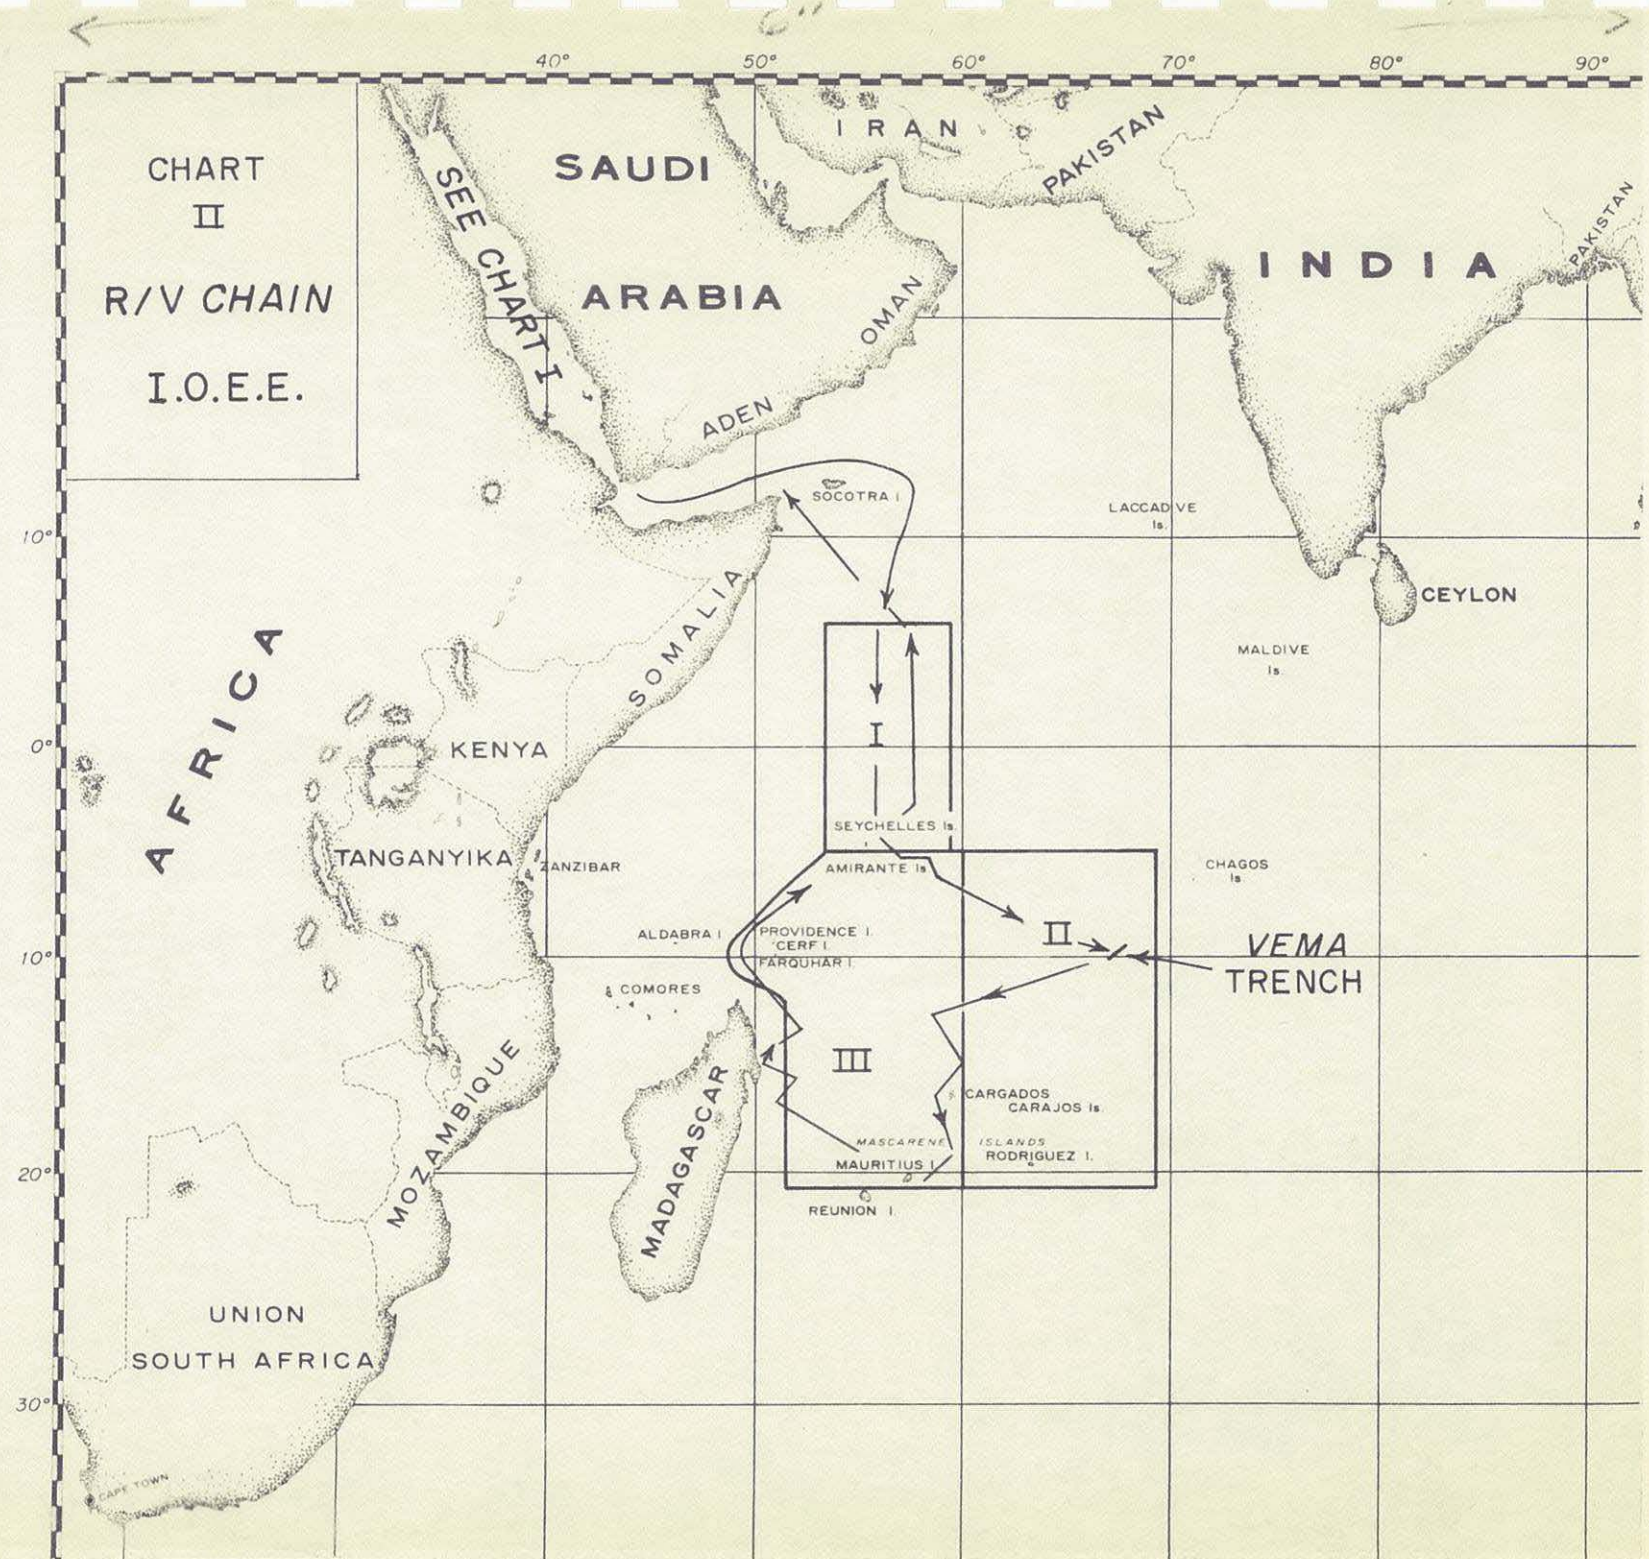 6"
40° 50° 60° 70° 80° 90°
CHART
II
R/V CHAIN
I.O.E.E.
SEE CHART I
SAUDI
ARABIA
IRAN
PAKISTAN
PAKISTAN
INDIA
OMAN
ADEN
SOCOTRA I
LACCADIVE
Is.
10°
CEYLON
SOMALIA
MALDIVE
Is.
AFRICA
I
0°
KENYA
SEYCHELLES Is.
TANGANYIKA
ZANZIBAR
AMIRANTE Is
CHAGOS
Is
ALDABRA I
PROVIDENCE I.
CERF I.
FARQUHAR I
II
10°
VEMA
TRENCH
COMORES
III
MOZAMBIQUE
MADAGASCAR
CARGADOS
CARAJOS Is.
MASCARENE ISLANDS
MAURITIUS I.
RODRIGUEZ I.
20°
REUNION I
UNION
SOUTH AFRICA
30°
CAPE TOWN